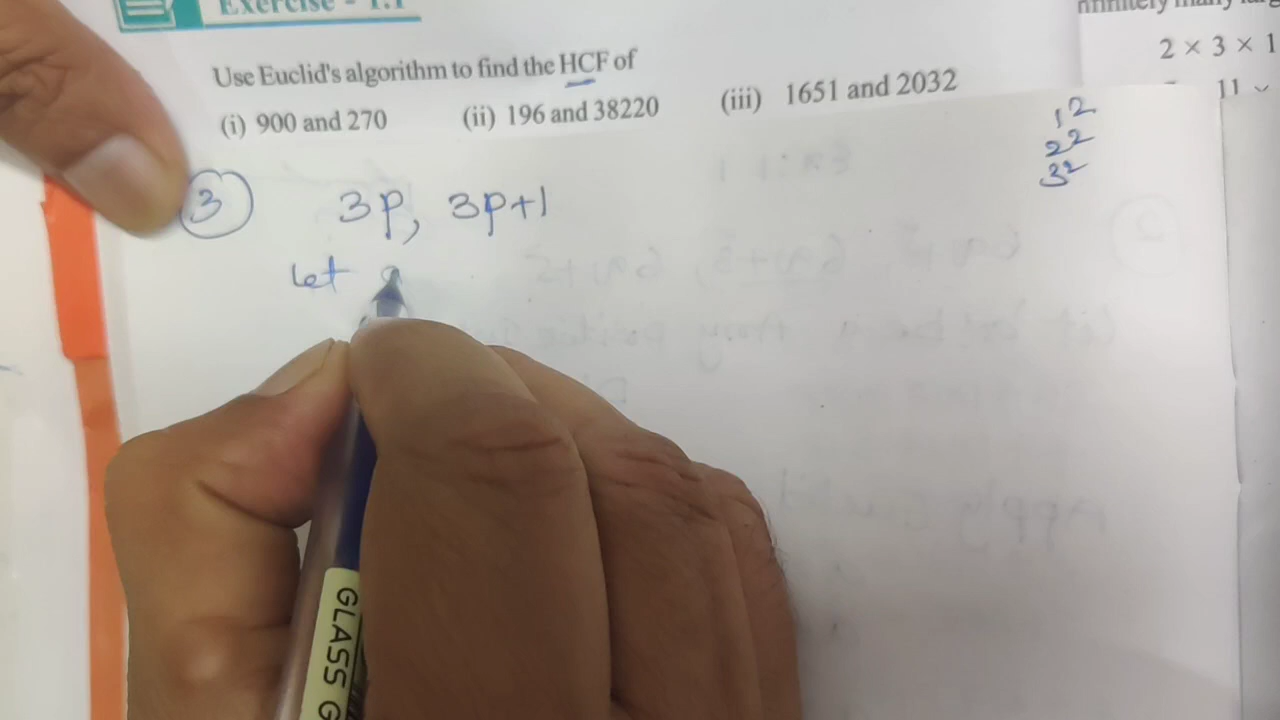 Exercise - 1.1
Use Euclid's algorithm to find the HCF of
(i) 900 and 270 (ii) 196 and 38220 (iii) 1651 and 2032
2 × 3 × 1
11
1²
2²
3²
3 3p, 3p+1
Let
GLASS G